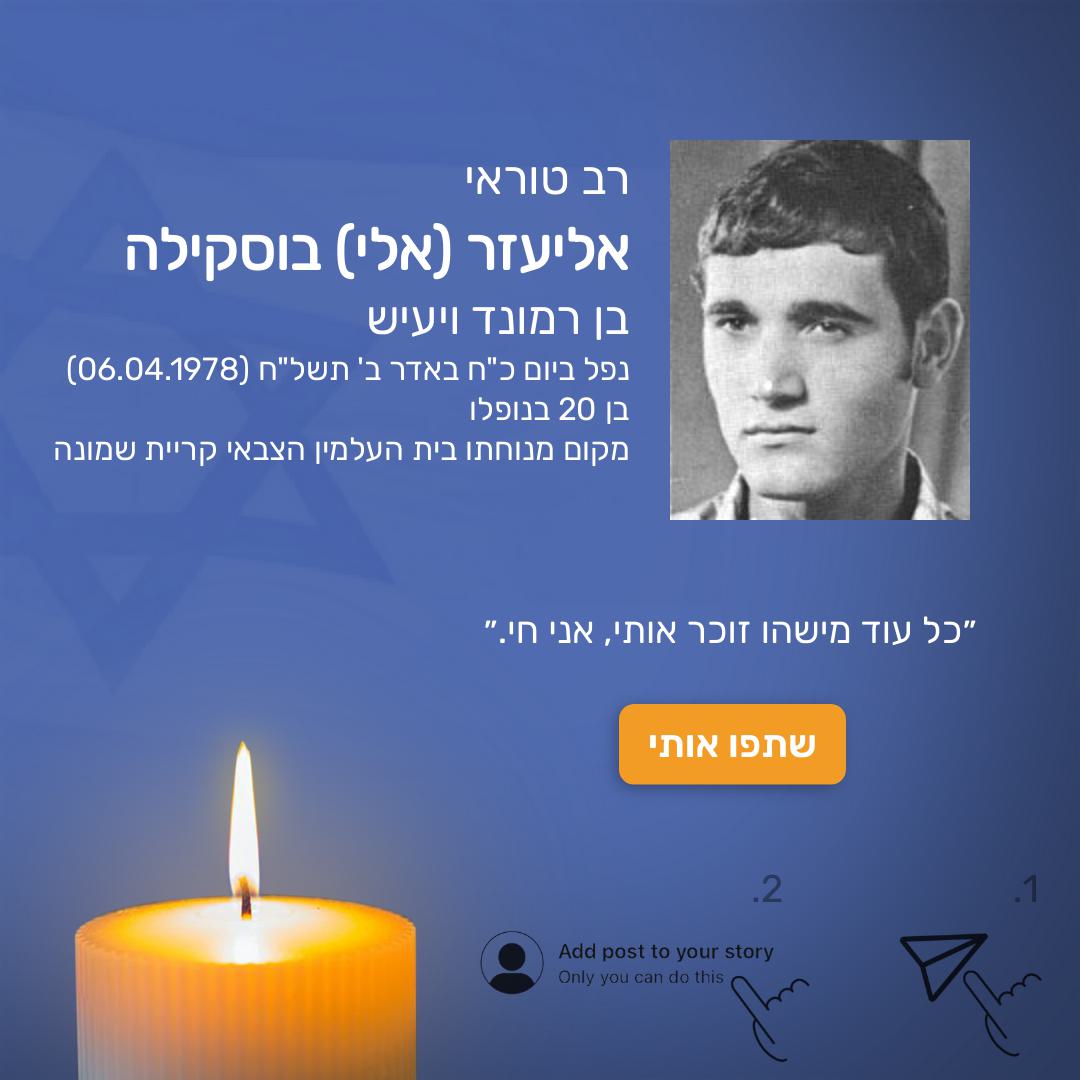 רב טוראי
אליעזר (אלי) בוסקילה
בן רמונד ויעיש
נפל ביום כ"ח באדר ב' תשל"ח (06.04.1978)
בן 20 בנופלו
מקום מנוחתו בית העלמין הצבאי קריית שמונה
״כל עוד מישהו זוכר אותי, אני חי.״
שתפו אותי
.1
.2
Add post to your story
Only you can do this